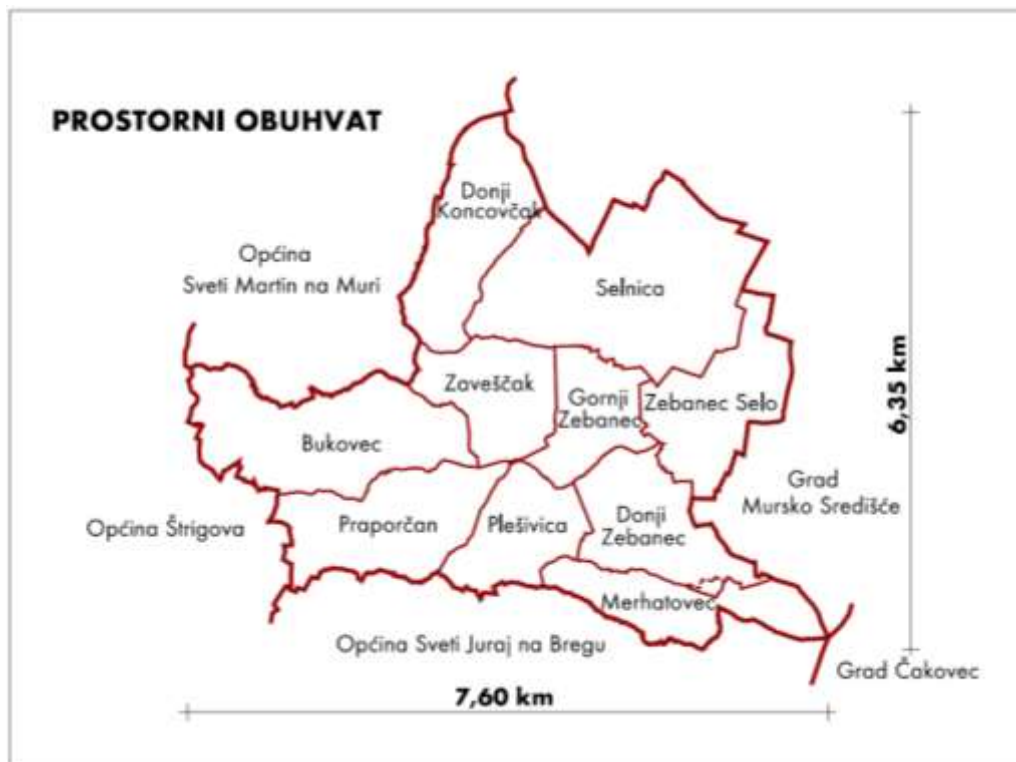 PROSTORNI OBUHVAT
Donji
Koncovčak
Općina
Sveti Martin na Muri
Selnica
Zaveščak
Gornji
Zebanec
Zebanec Selo
6,35 km
Bukovec
Grad
Mursko Središće
Općina Štrigova
Praporčan
Plešivica
Donji
Zebanec
Merhatovec
Općina Sveti Juraj na Bregu
Grad Čakovec
7,60 km